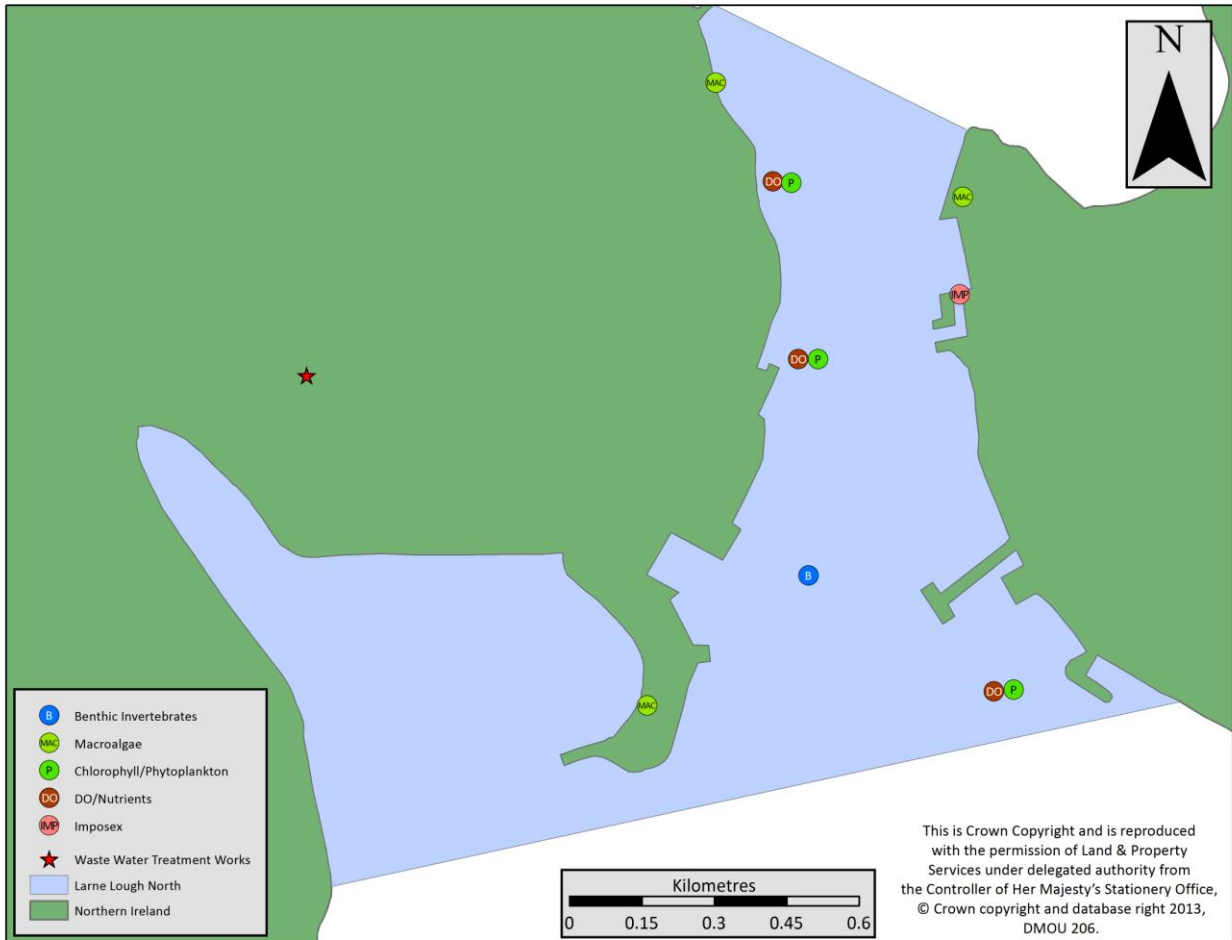 N
MAC
DO P
MAC
IMP
DO P
B
DO P
MAC
B Benthic Invertebrates
MAC Macroalgae
P Chlorophyll/Phytoplankton
DO DO/Nutrients
IMP Imposex
Waste Water Treatment Works
Larne Lough North
Northern Ireland
Kilometres
0 0.15 0.3 0.45 0.6
This is Crown Copyright and is reproduced
with the permission of Land & Property
Services under delegated authority from
the Controller of Her Majesty's Stationery Office,
© Crown copyright and database right 2013,
DMOU 206.